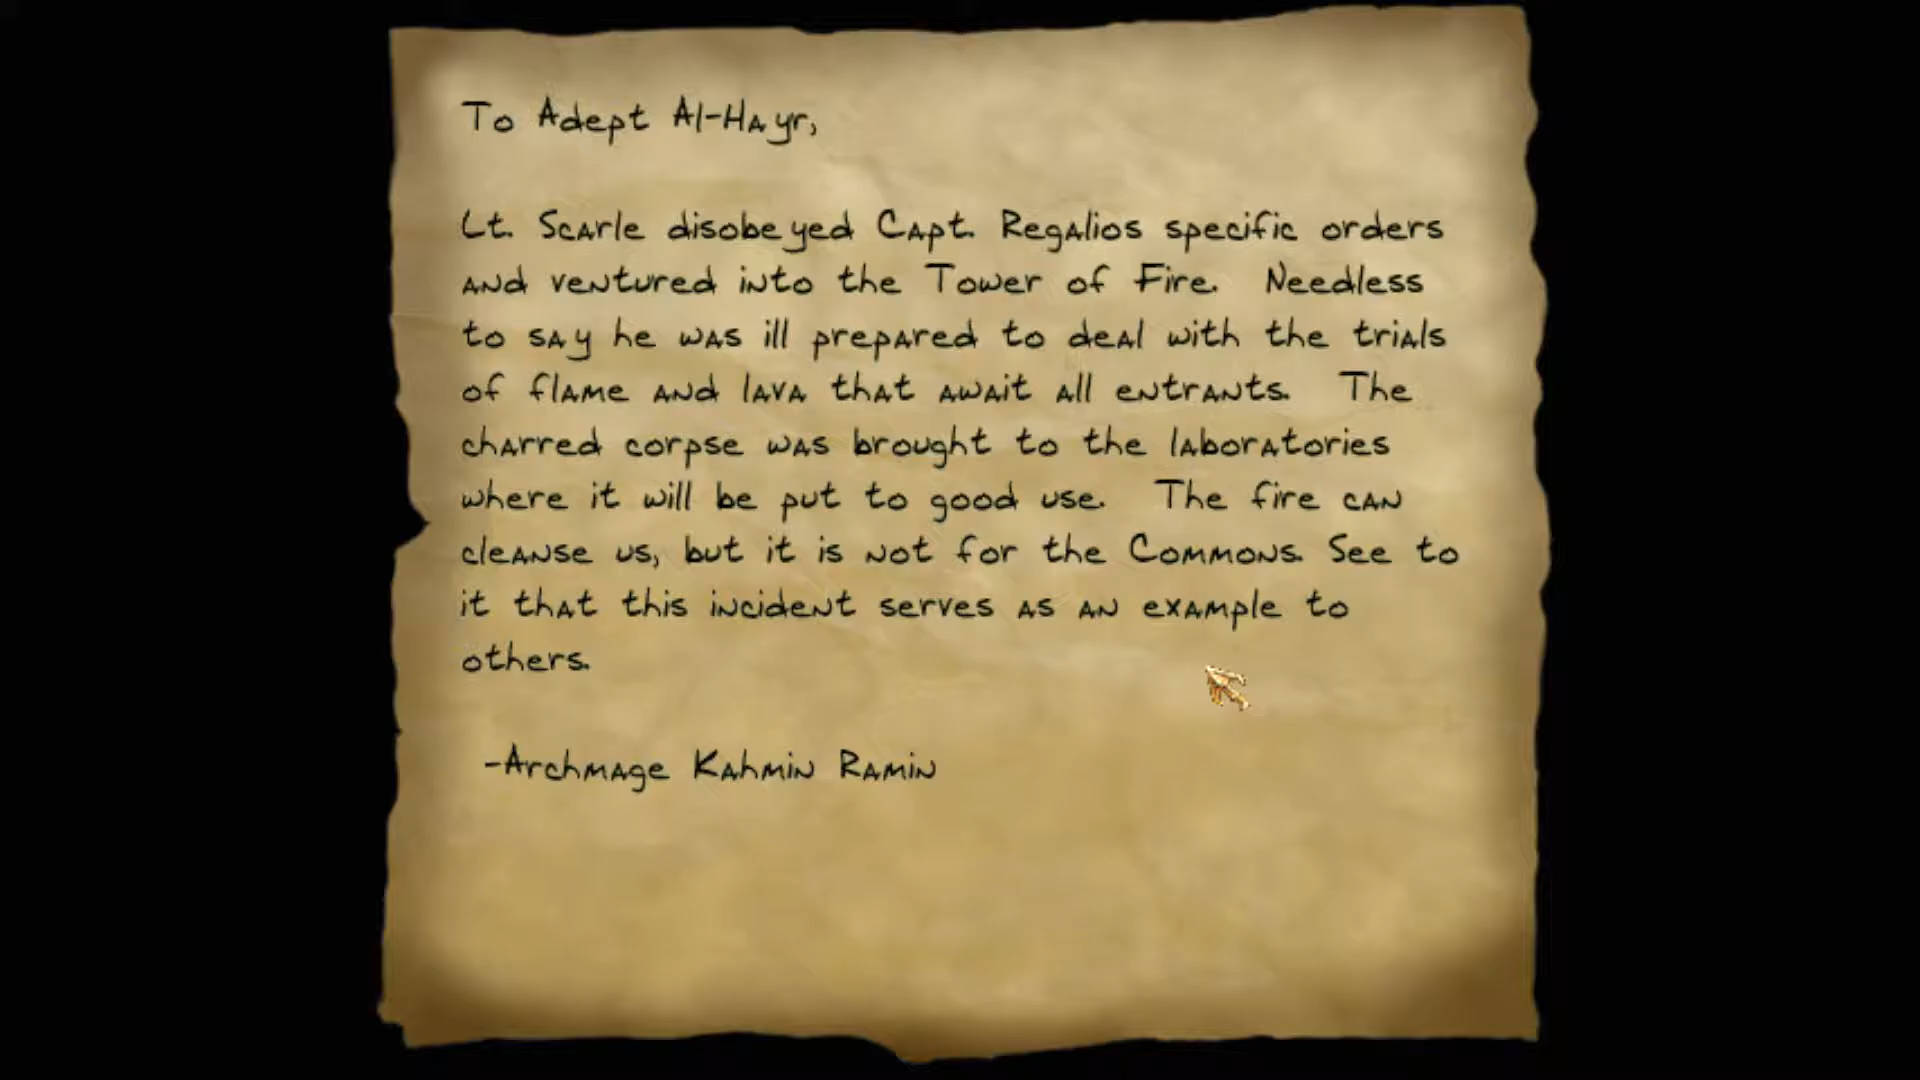 To Adept Al-Hayr,
Lt. Scarle disobeyed Capt. Regalios specific orders
and ventured into the Tower of Fire. Needless
to say he was ill prepared to deal with the trials
of flame and lava that await all entrants. The
charred corpse was brought to the laboratories
where it will be put to good use. The fire can
cleanse us, but it is not for the Commons. See to
it that this incident serves as an example to
others.
-Archmage Kahmin Ramin